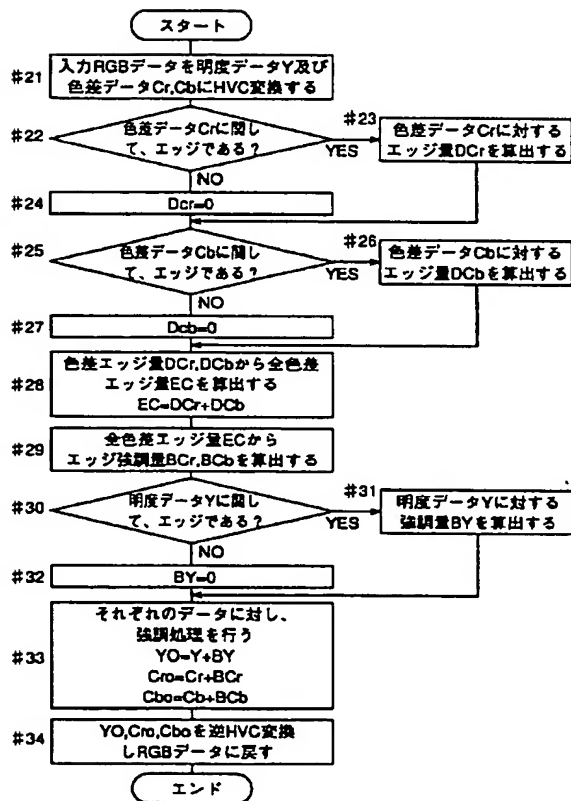 スタート
#21
入力RGBデータを明度データY及び
色差データCr,CbにHVC変換する
#22
色差データCrに関し
て、エッジである?
YES
NO
#23
色差データCrに対する
エッジ量DCrを算出する
#24
Dcr=0
#25
色差データCbに関し
て、エッジである?
YES
NO
#26
色差データCbに対する
エッジ量DCbを算出する
#27
Dcb=0
#28
色差エッジ量DCr,DCbから全色差
エッジ量ECを算出する
EC=DCr+DCb
#29
全色差エッジ量ECから
エッジ強調量BCr,BCbを算出する
#30
明度データYに関し
て、エッジである?
YES
NO
#31
明度データYに対する
強調量BYを算出する
#32
BY=0
#33
それぞれのデータに対し、
強調処理を行う
YO=Y+BY
Cro=Cr+BCr
Cbo=Cb+BCb
#34
YO,Cro,Cboを逆HVC変換
しRGBデータに戻す
エンド